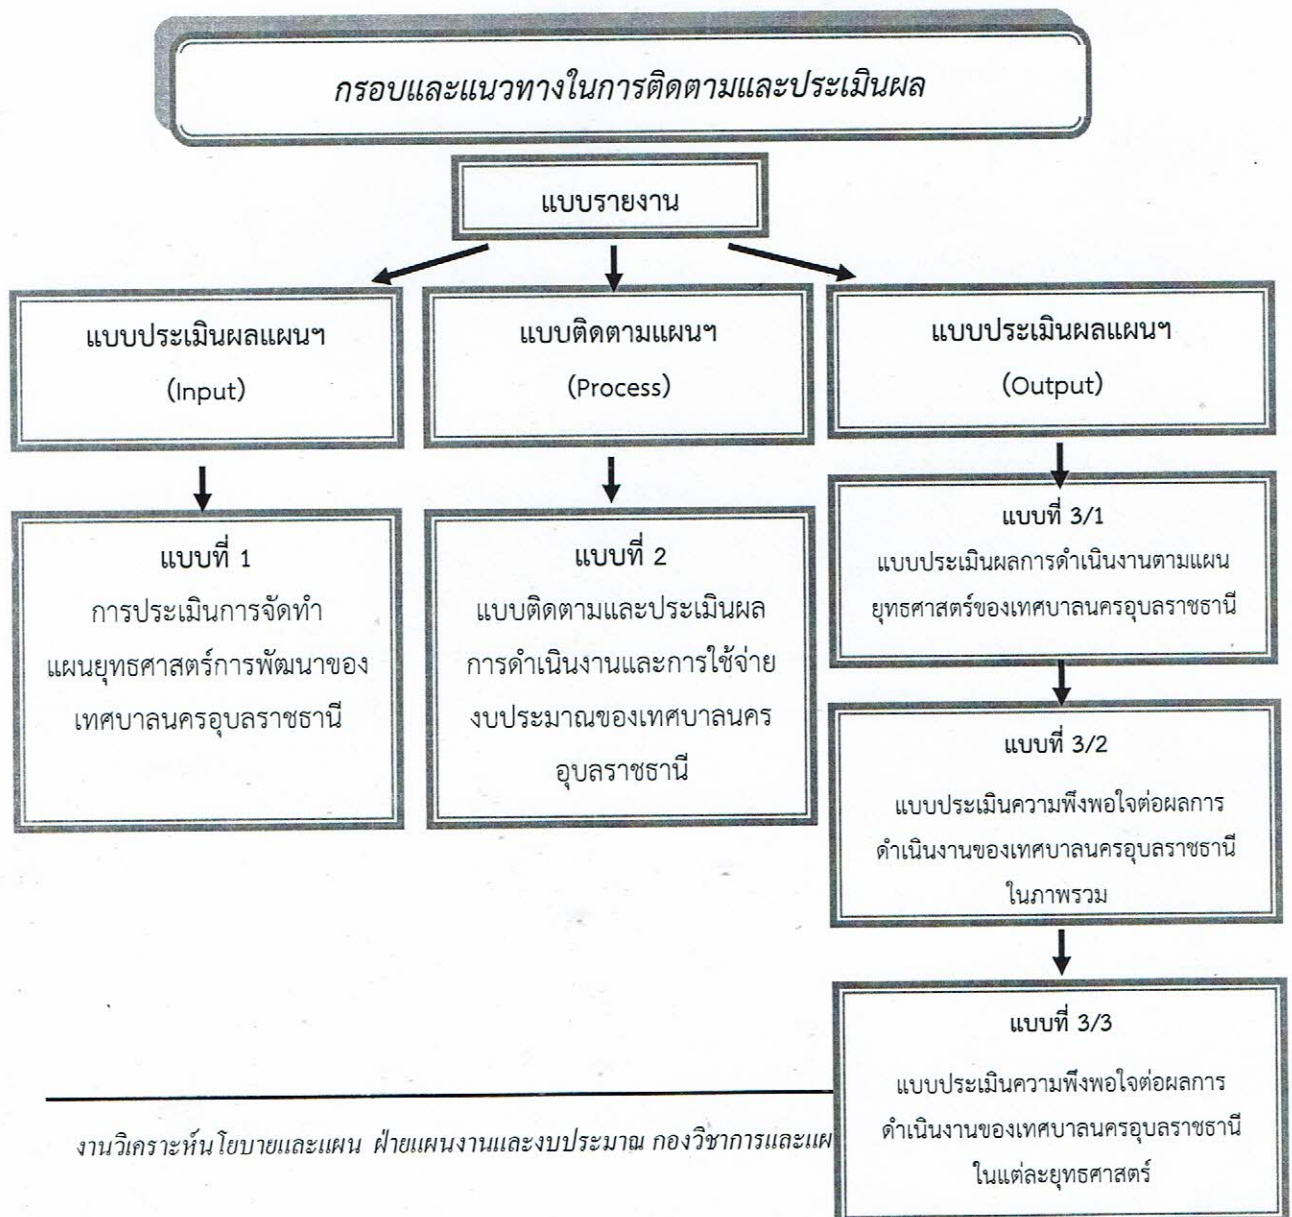 กรอบและแนวทางในการติดตามและประเมินผล
แบบรายงาน
แบบประเมินผลแผนฯ
(Input)
แบบติดตามแผนฯ
(Process)
แบบประเมินผลแผนฯ
(Output)
แบบที่ 1
การประเมินการจัดทำ
แผนยุทธศาสตร์การพัฒนาของ
เทศบาลนครอุบลราชธานี
แบบที่ 2
แบบติดตามและประเมินผล
การดำเนินงานและการใช้จ่าย
งบประมาณของเทศบาลนคร
อุบลราชธานี
แบบที่ 3/1
แบบประเมินผลการดำเนินงานตามแผน
ยุทธศาสตร์ของเทศบาลนครอุบลราชธานี
แบบที่ 3/2
แบบประเมินความพึงพอใจต่อผลการ
ดำเนินงานของเทศบาลนครอุบลราชธานี
ในภาพรวม
แบบที่ 3/3
แบบประเมินความพึงพอใจต่อผลการ
ดำเนินงานของเทศบาลนครอุบลราชธานี
ในแต่ละยุทธศาสตร์
งานวิเคราะห์นโยบายและแผน ฝ่ายแผนงานและงบประมาณ กองวิชาการและแผ